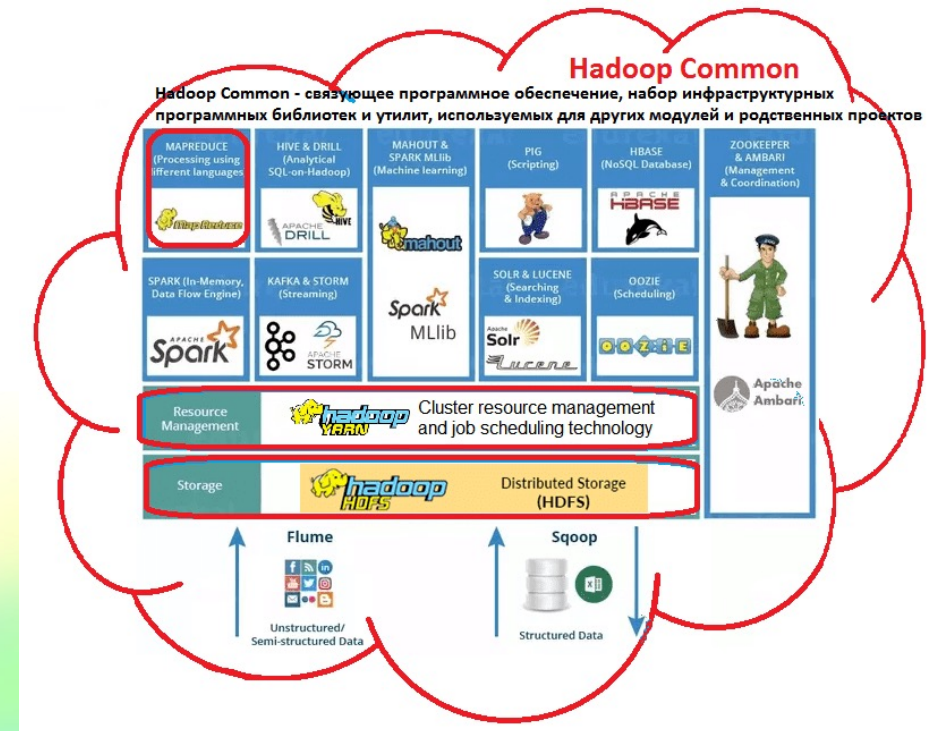 Hadoop Common
Hadoop Common - связующее программное обеспечение, набор инфраструктурных
программных библиотек и утилит, используемых для других модулей и родственных проектов
MAPREDUCE
(Processing using
different languages)
Map Reduce
HIVE & DRILL
(Analytical
SQL-on-Hadoop)
HIVE
APACHE
DRILL
MAHOUT &
SPARK MLlib
(Machine learning)
mahout
Spark
MLlib
PIG
(Scripting)
HBASE
(NoSQL Database)
APACHE
HBASE
ZOOKEEPER
& AMBARI
(Management
& Coordination)
Apache
Ambari
SPARK (In-Memory,
Data Flow Engine)
APACHE
Spark
KAFKA & STORM
(Streaming)
APACHE
STORM
SOLR & LUCENE
(Searching
& Indexing)
Apache
Solr
Lucene
OOZIE
(Scheduling)
OOZIE
Resource
Management
hadoop
YARN
Cluster resource management
and job scheduling technology
Storage
hadoop
HDFS
Distributed Storage
(HDFS)
Flume
Unstructured/
Semi-structured Data
Sqoop
Structured Data